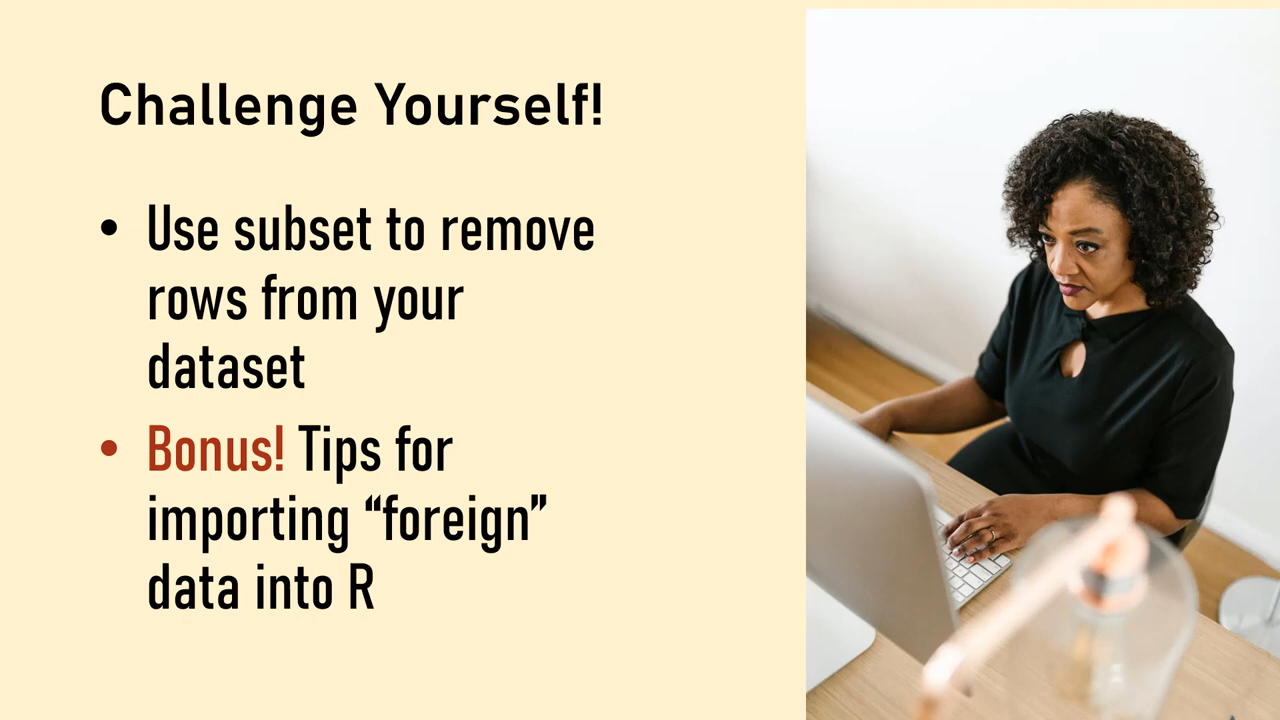 Challenge Yourself!
• Use subset to remove
rows from your
dataset
• Bonus! Tips for
importing “foreign”
data into R